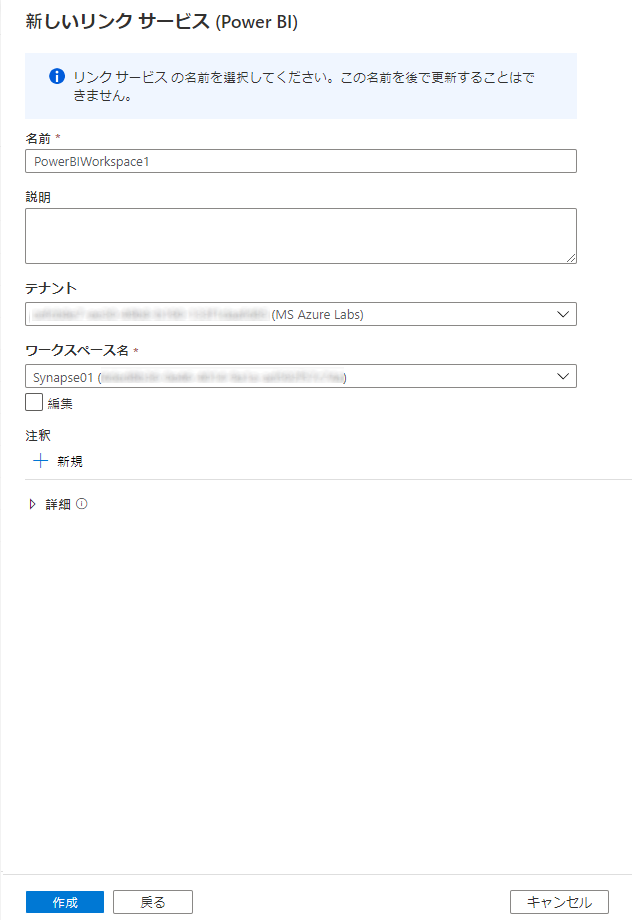 新しいリンク サービス (Power BI)
リンク サービス の名前を選択してください。この名前を後で更新することはで
きません。
名前 *
PowerBIWorkspace1
説明
テナント
(MS Azure Labs)
ワークスペース名 *
Synapse01 ( )
編集
注釈
新規
詳細
作成
戻る
キャンセル